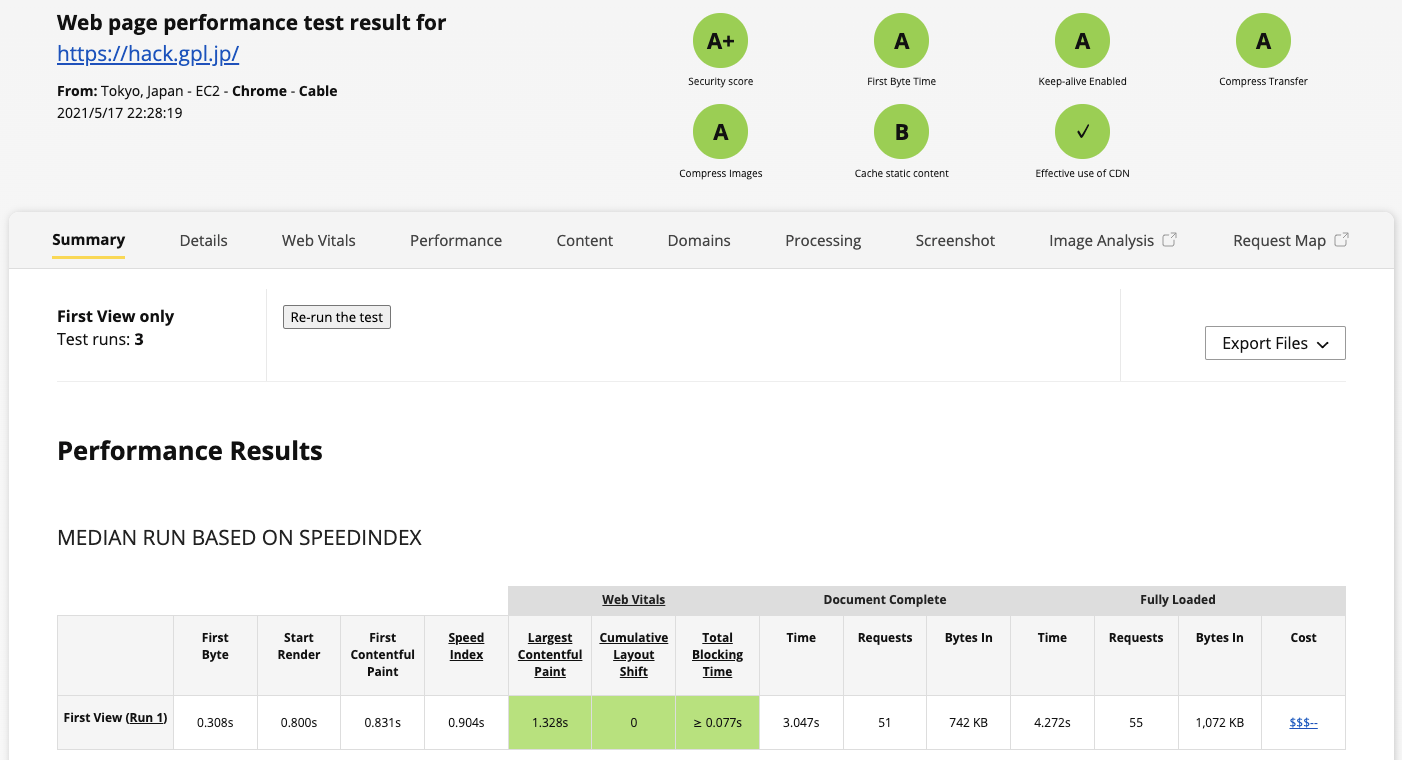 Web page performance test result for
https://hack.gpl.jp/
From: Tokyo, Japan - EC2 - Chrome - Cable
2021/5/17 22:28:19
A+ A A A
Security score First Byte Time Keep-alive Enabled Compress Transfer
A B ✓
Compress Images Cache static content Effective use of CDN
Summary Details Web Vitals Performance Content Domains Processing Screenshot Image Analysis Request Map
First View only
Test runs: 3
Re-run the test
Export Files
Performance Results
MEDIAN RUN BASED ON SPEEDINDEX
Web Vitals Document Complete Fully Loaded
First Byte Start Render First Contentful Paint Speed Index Largest Contentful Paint Cumulative Layout Shift Total Blocking Time Time Requests Bytes In Time Requests Bytes In Cost
First View (Run 1) 0.308s 0.800s 0.831s 0.904s 1.328s 0 ≥ 0.077s 3.047s 51 742 KB 4.272s 55 1,072 KB $$$--